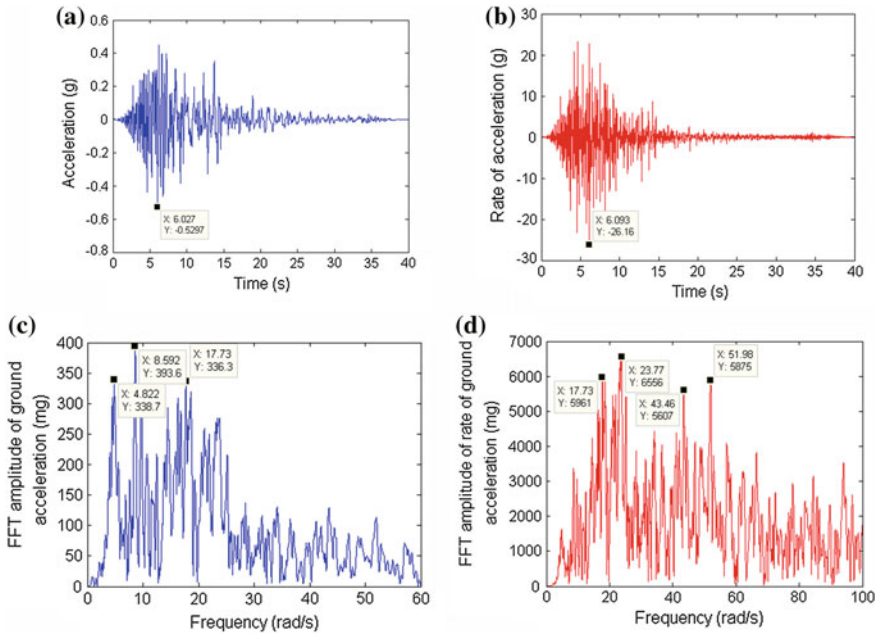 (a)
0.6
0.4
0.2
0
-0.2
-0.4
-0.6
-0.8
Acceleration (g)
X: 6.027
Y: -0.5297
0 5 10 15 20 25 30 35 40
Time (s)
(b)
30
20
10
0
-10
-20
-30
Rate of acceleration (g)
X: 6.093
Y: -26.16
0 5 10 15 20 25 30 35 40
Time (s)
(c)
400
350
300
250
200
150
100
50
0
FFT amplitude of ground
acceleration (mg)
X: 8.592
Y: 393.6
X: 17.73
Y: 336.3
X: 4.822
Y: 338.7
0 10 20 30 40 50 60
Frequency (rad/s)
(d)
7000
6000
5000
4000
3000
2000
1000
0
FFT amplitude of rate of ground
acceleration (mg)
X: 17.73
Y: 5961
X: 23.77
Y: 6556
X: 43.46
Y: 5607
X: 51.98
Y: 5875
0 20 40 60 80 100
Frequency (rad/s)